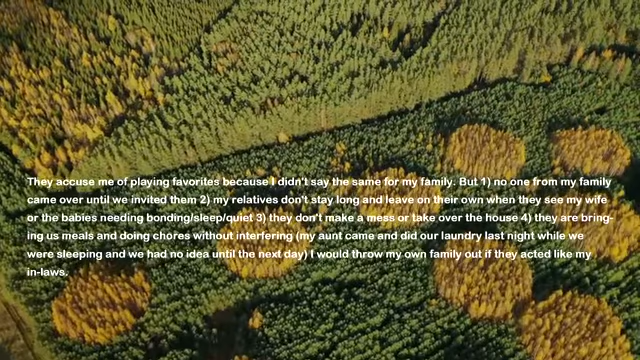 They accuse me of playing favorites because I didn't say the same for my family. But 1) no one from my family
came over until we invited them 2) my relatives don't stay long and leave on their own when they see my wife
or the babies needing bonding/sleep/quiet 3) they don't make a mess or take over the house 4) they are bring-
ing us meals and doing chores without interfering (my aunt came and did our laundry last night while we
were sleeping and we had no idea until the next day) I would throw my own family out if they acted like my
in-laws.